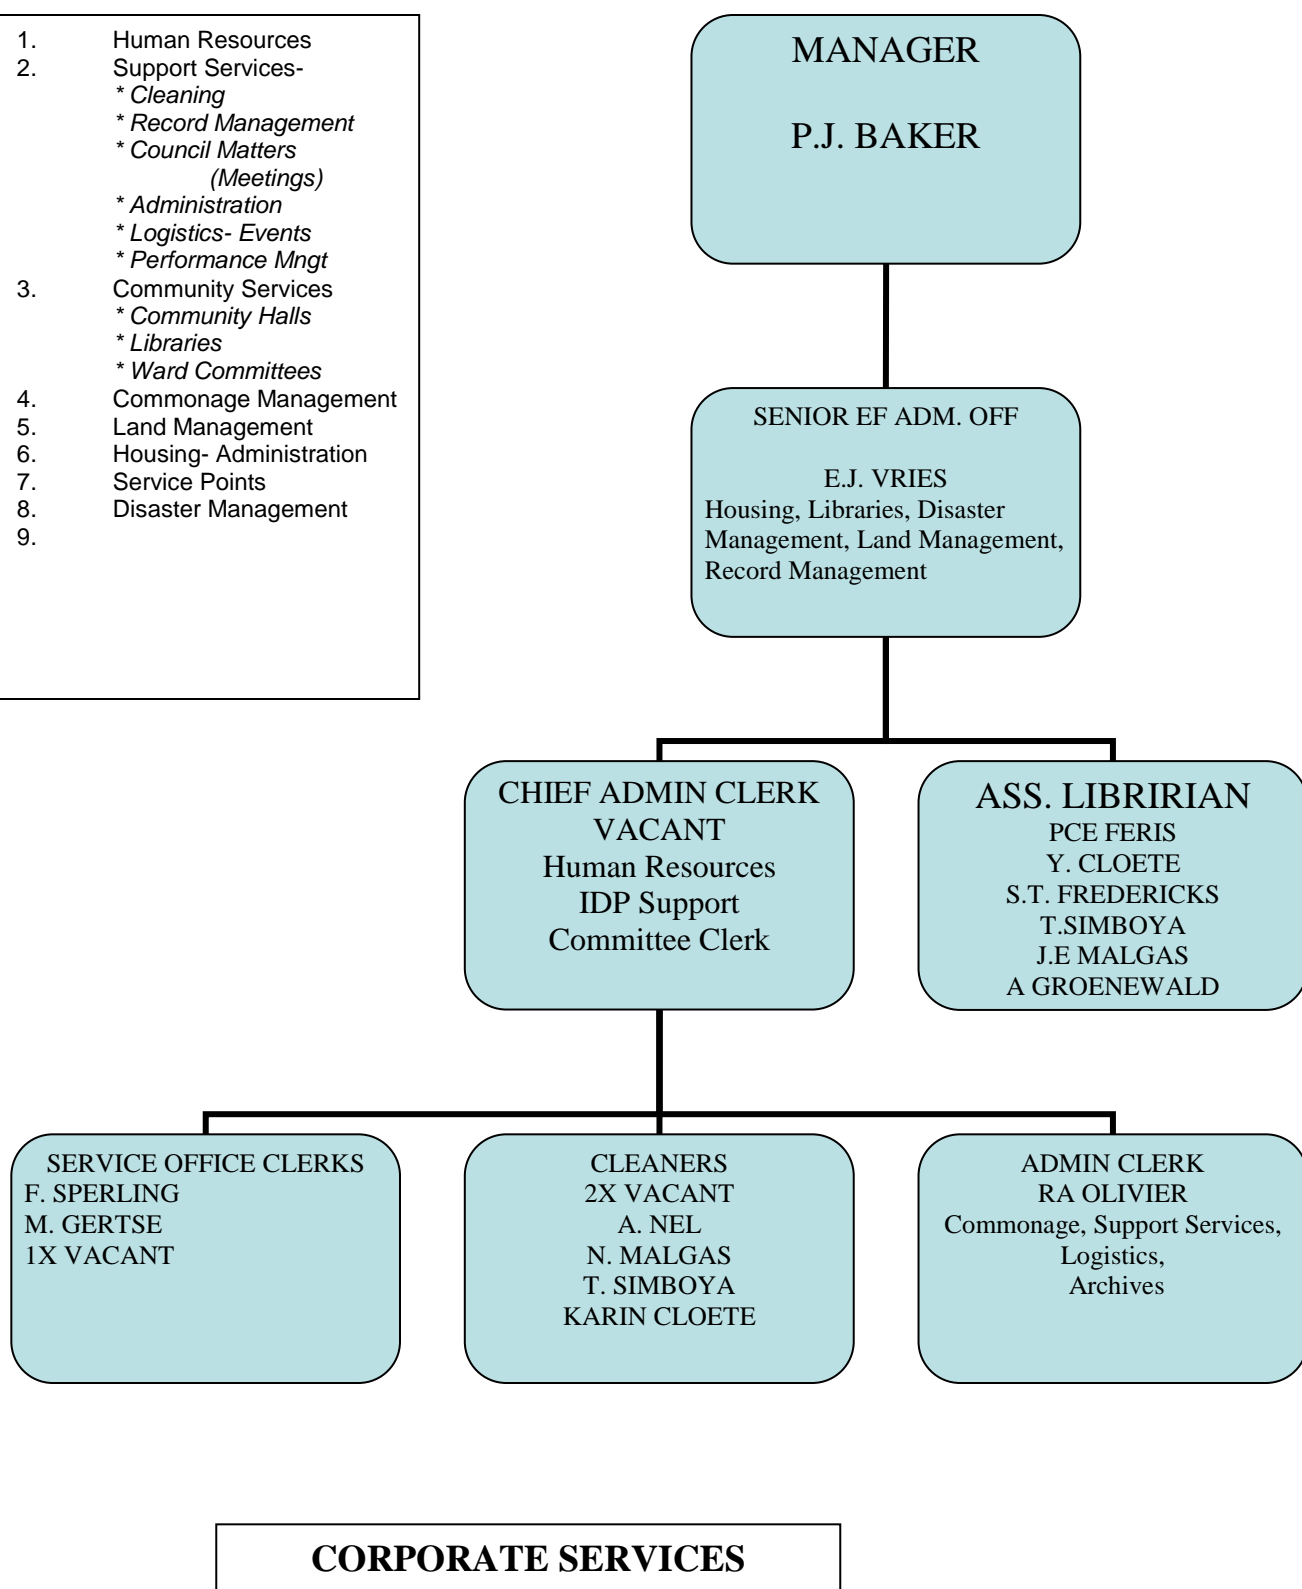 1. Human Resources
2. Support Services-
* Cleaning
* Record Management
* Council Matters
(Meetings)
* Administration
* Logistics- Events
* Performance Mngt
3. Community Services
* Community Halls
* Libraries
* Ward Committees
4. Commonage Management
5. Land Management
6. Housing- Administration
7. Service Points
8. Disaster Management
9.
MANAGER
P.J. BAKER
SENIOR EF ADM. OFF
E.J. VRIES
Housing, Libraries, Disaster
Management, Land Management,
Record Management
CHIEF ADMIN CLERK
VACANT
Human Resources
IDP Support
Committee Clerk
ASS. LIBRIRIAN
PCE FERIS
Y. CLOETE
S.T. FREDERICKS
T.SIMBOYA
J.E MALGAS
A GROENEWALD
SERVICE OFFICE CLERKS
F. SPERLING
M. GERTSE
1X VACANT
CLEANERS
2X VACANT
A. NEL
N. MALGAS
T. SIMBOYA
KARIN CLOETE
ADMIN CLERK
RA OLIVIER
Commonage, Support Services,
Logistics,
Archives
CORPORATE SERVICES